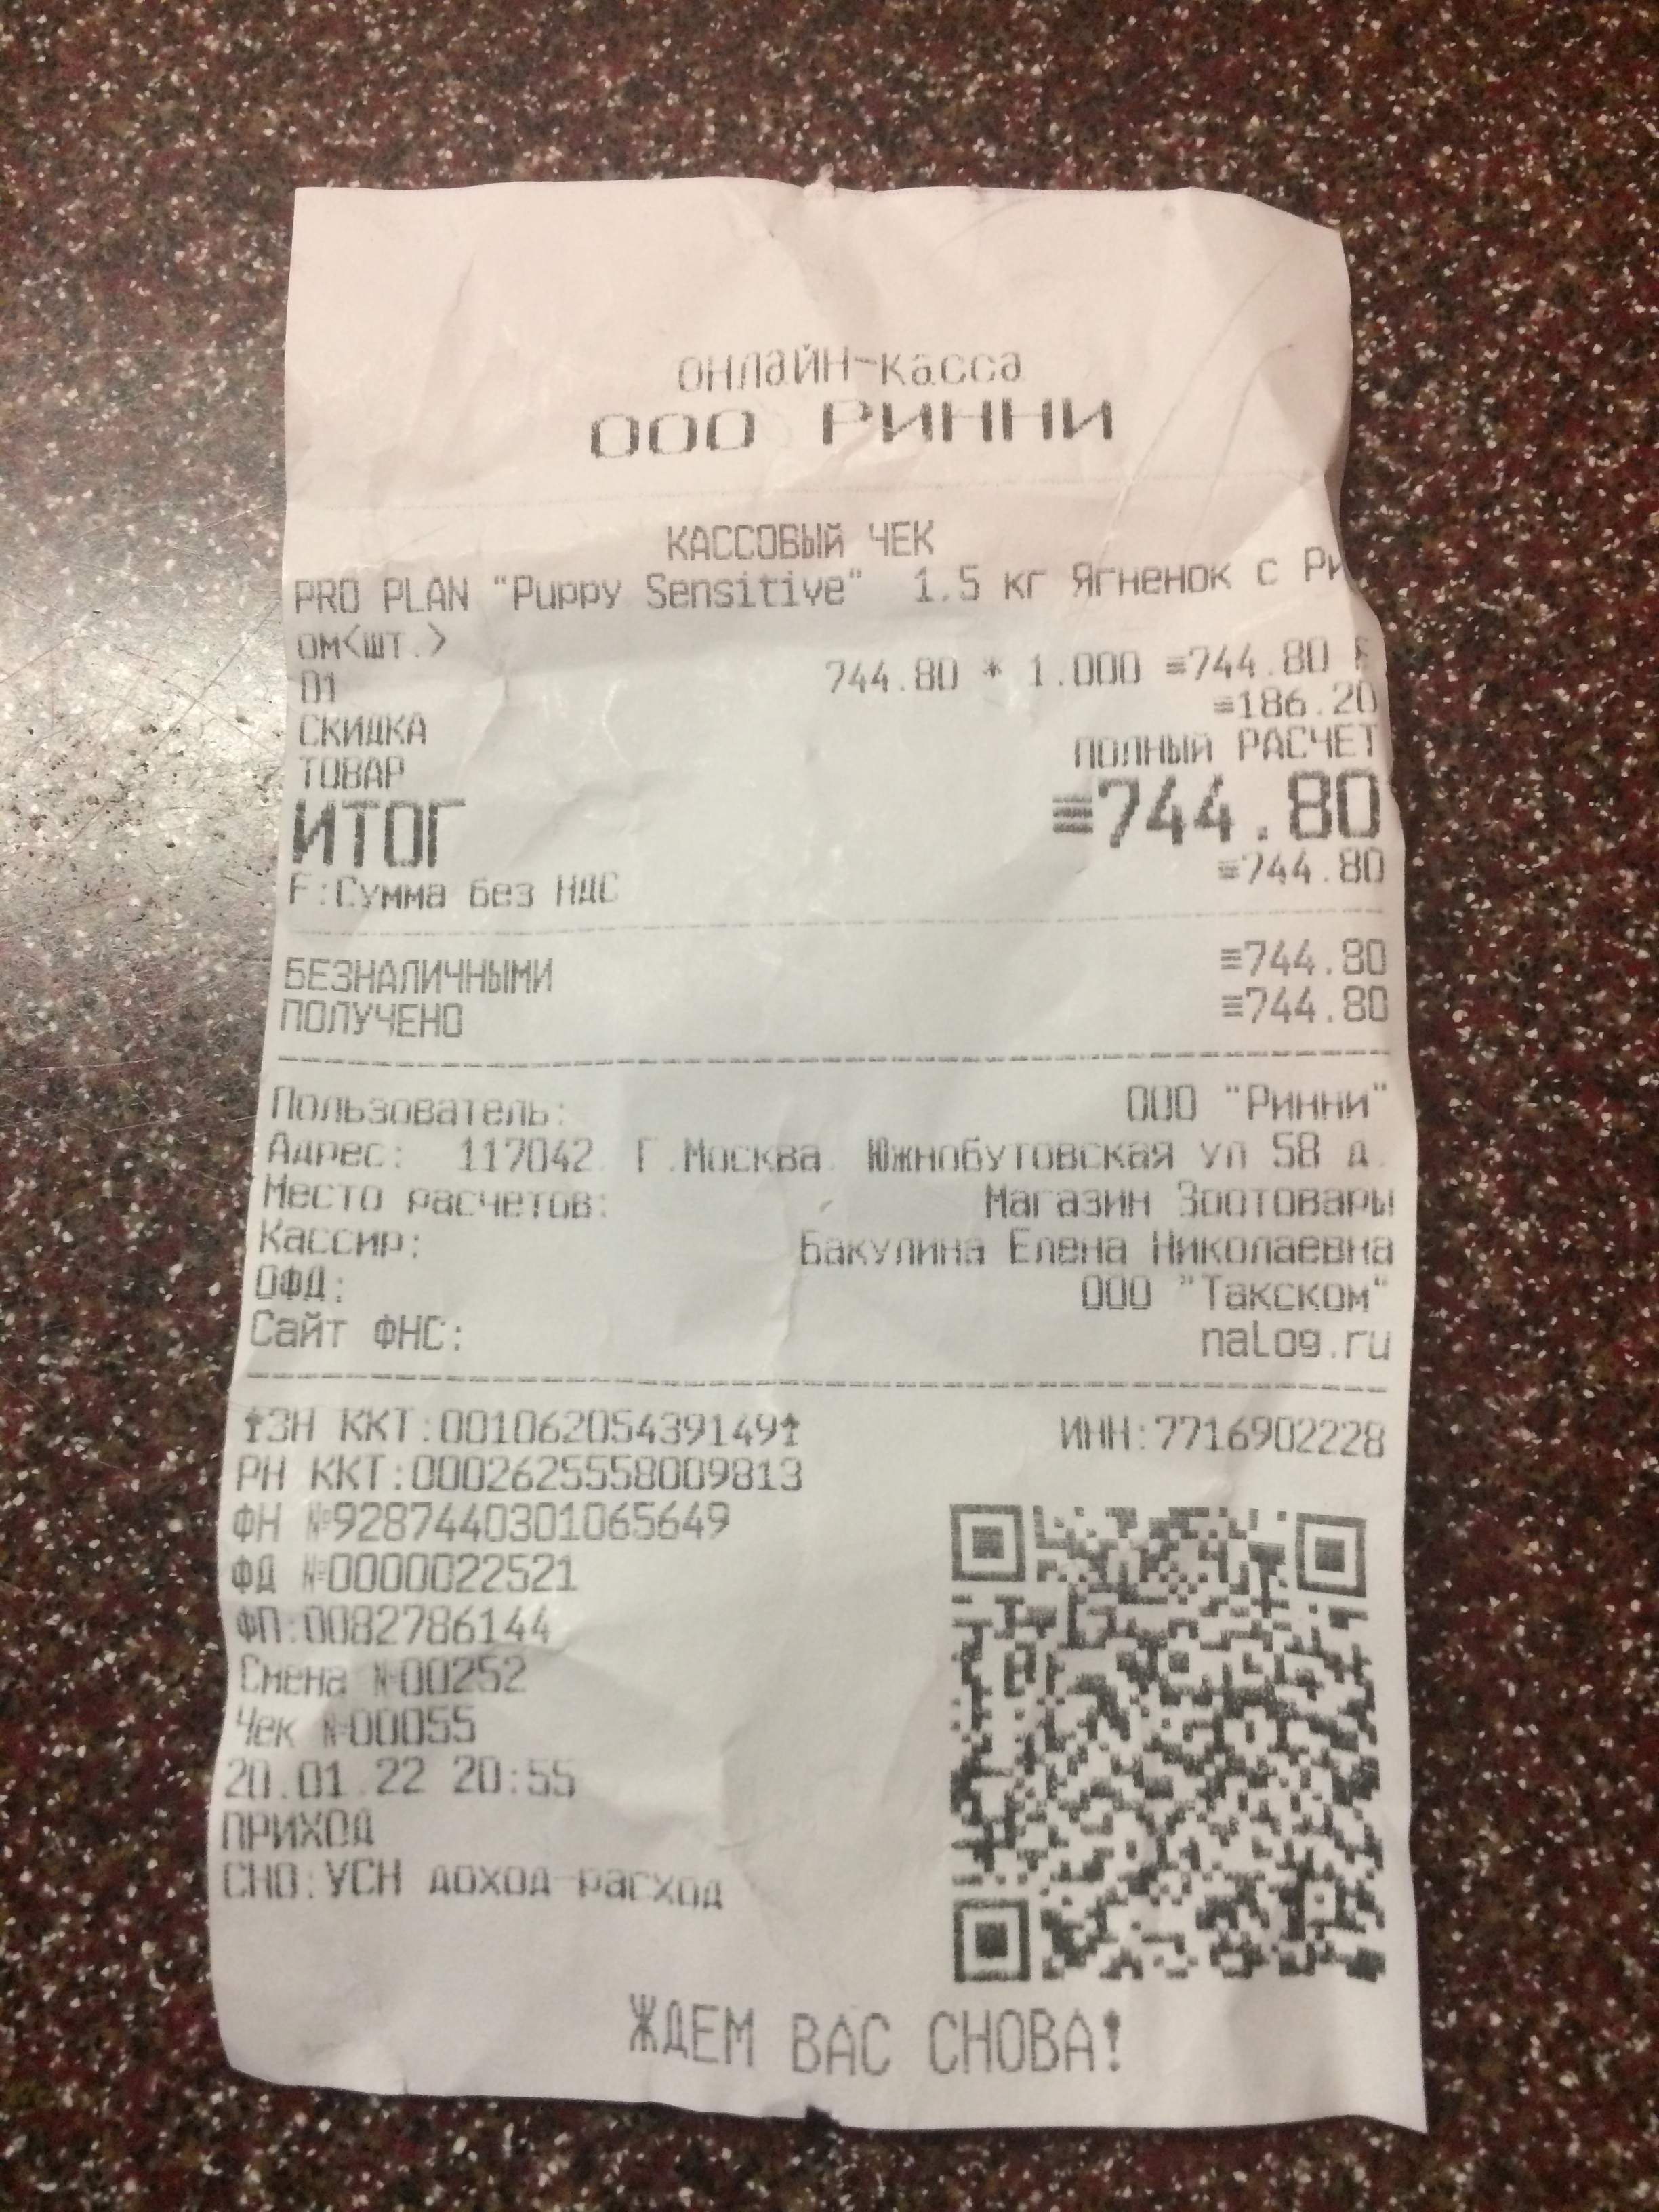 онлайн-касса
ООО РИННИ
КАССОВЫЙ ЧЕК
PRO PLAN "Puppy Sensitive" 1.5 кг Ягненок с Ри
ом<шт.>
01 744.80 * 1.000 ≡744.80 F
СКИДКА ≡186.20
ТОВАР ПОЛНЫЙ РАСЧЕТ
ИТОГ ≡744.80
F:Сумма без НДС ≡744.80
БЕЗНАЛИЧНЫМИ ≡744.80
ПОЛУЧЕНО ≡744.80
Пользователь: ООО "Ринни"
Адрес: 117042, Г.Москва, Южнобутовская ул 58 д.
Место расчетов: Магазин Зоотовары
Кассир: Бакулина Елена Николаевна
ОФД: ООО "Такском"
Сайт ФНС: nalog.ru
↑ЗН ККТ:00106205439149↑ ИНН:7716902228
РН ККТ:0002625558009813
ФН №9287440301065649
ФД №0000022521
ФП:0082786144
Смена №00252
Чек №00055
20.01.22 20:55
ПРИХОД
СНО:УСН доход-расход
ЖДЕМ ВАС СНОВА!